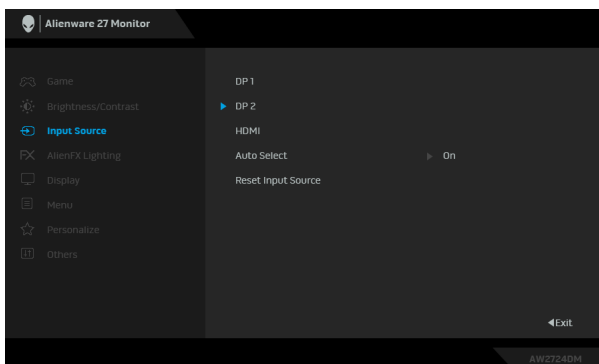 Alienware 27 Monitor
Game
Brightness/Contrast
Input Source
AlienFX Lighting
Display
Menu
Personalize
Others
DP 1
DP 2
HDMI
Auto Select On
Reset Input Source
Exit
AW2724DM